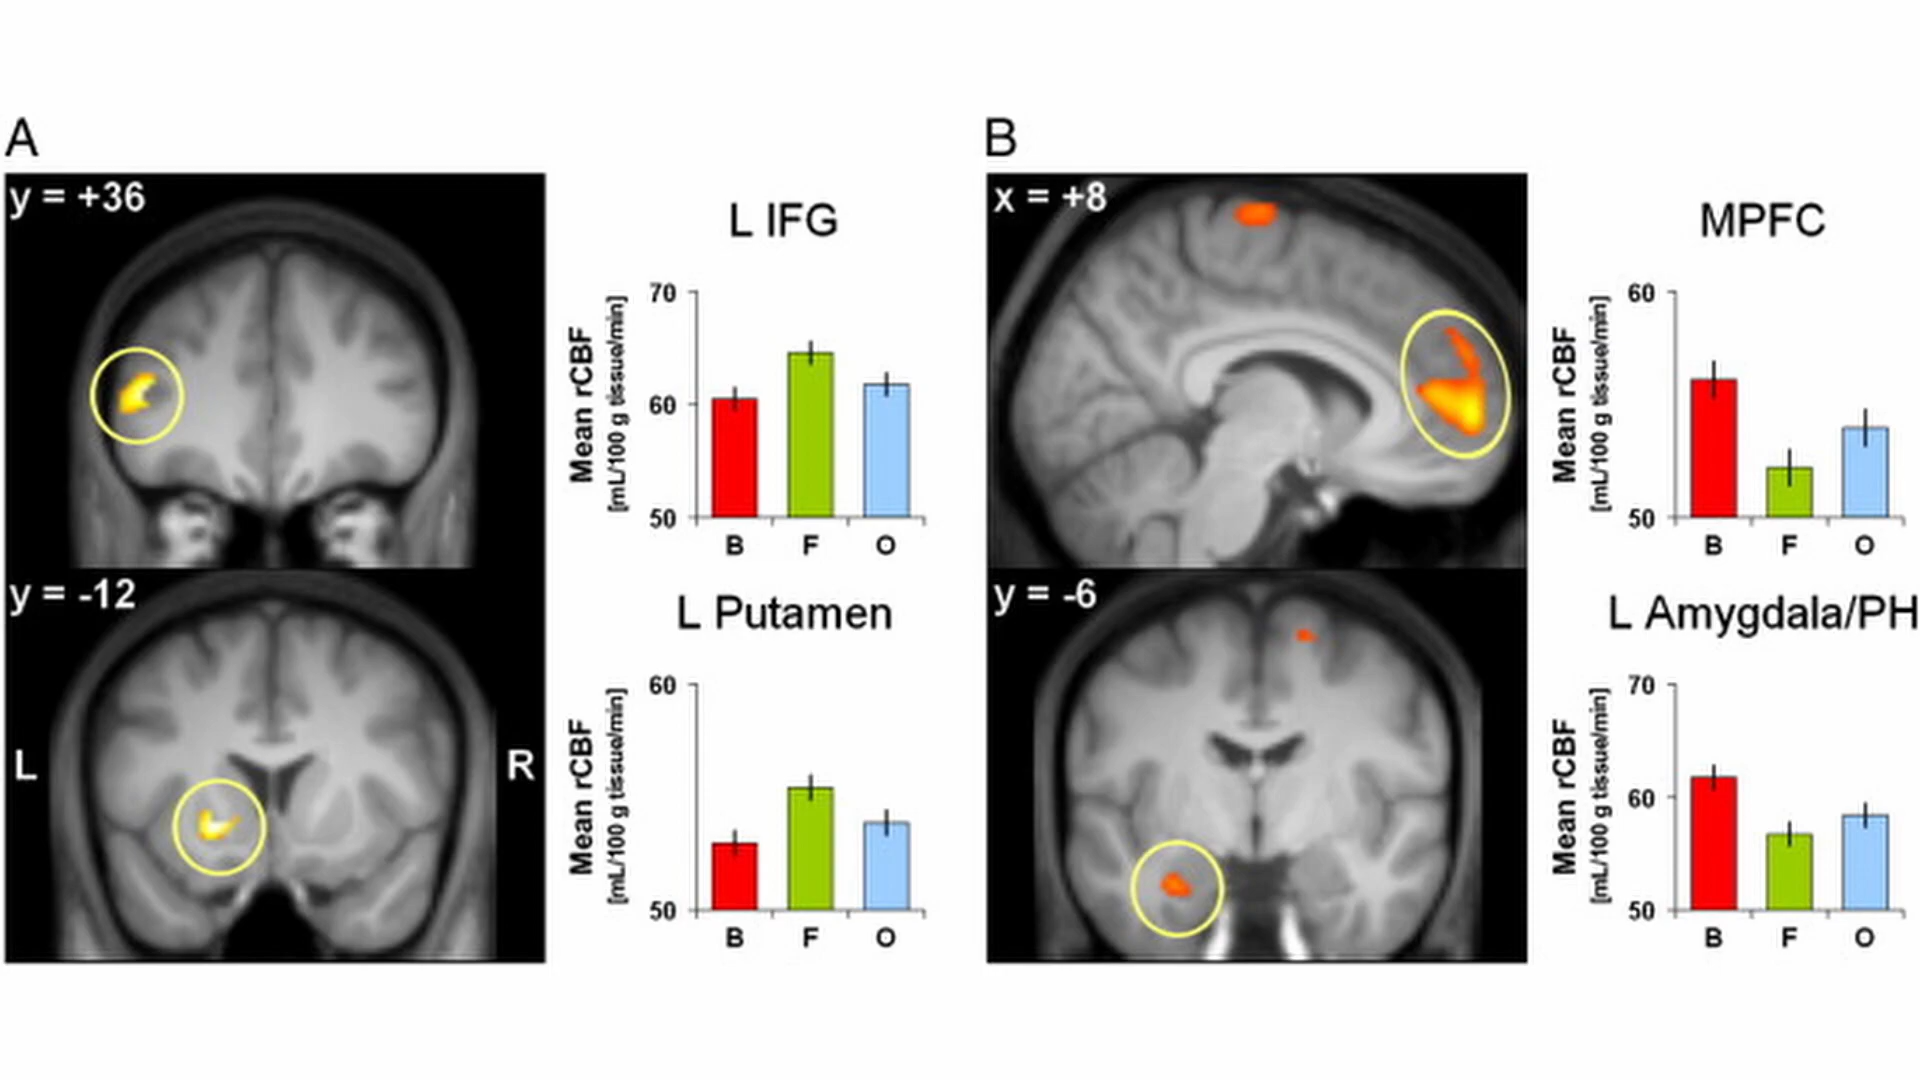 A
y = +36
L IFG
Mean rCBF
[mL/100 g tissue/min]
70
60
50
B F O
y = -12
L
R
L Putamen
Mean rCBF
[mL/100 g tissue/min]
60
50
B F O
B
x = +8
MPFC
Mean rCBF
[mL/100 g tissue/min]
60
50
B F O
y = -6
L Amygdala/PH
Mean rCBF
[mL/100 g tissue/min]
70
60
50
B F O